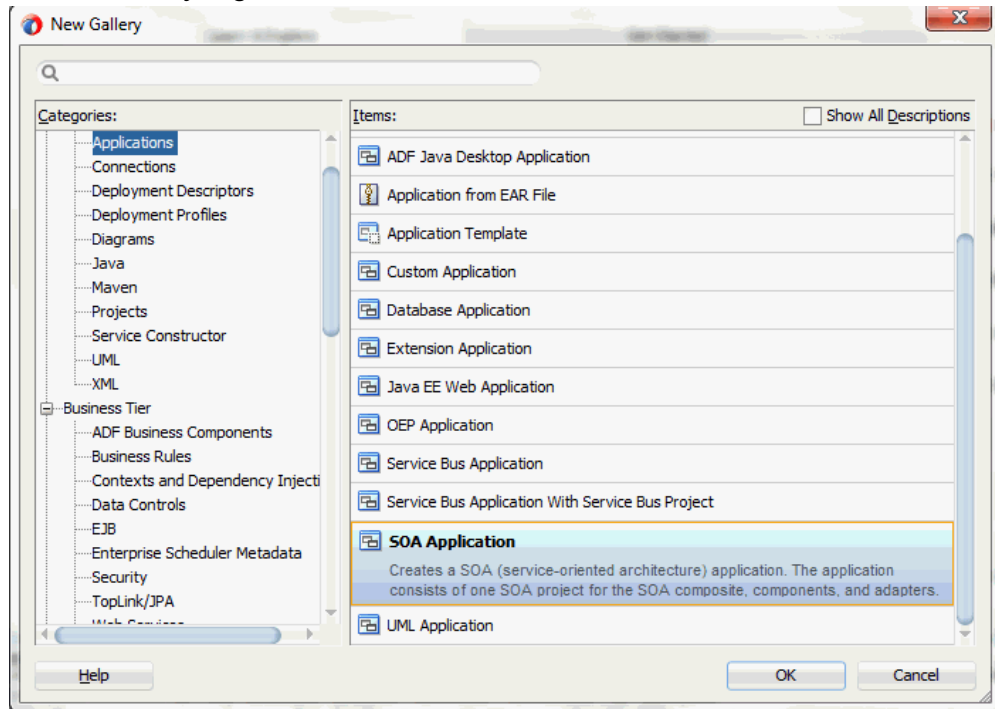 New Gallery
Categories:
Applications
Connections
Deployment Descriptors
Deployment Profiles
Diagrams
Java
Maven
Projects
Service Constructor
UML
XML
Business Tier
ADF Business Components
Business Rules
Contexts and Dependency Injecti
Data Controls
EJB
Enterprise Scheduler Metadata
Security
TopLink/JPA
Items:
Show All Descriptions
ADF Java Desktop Application
Application from EAR File
Application Template
Custom Application
Database Application
Extension Application
Java EE Web Application
OEP Application
Service Bus Application
Service Bus Application With Service Bus Project
SOA Application
Creates a SOA (service-oriented architecture) application. The application
consists of one SOA project for the SOA composite, components, and adapters.
UML Application
Help
OK
Cancel